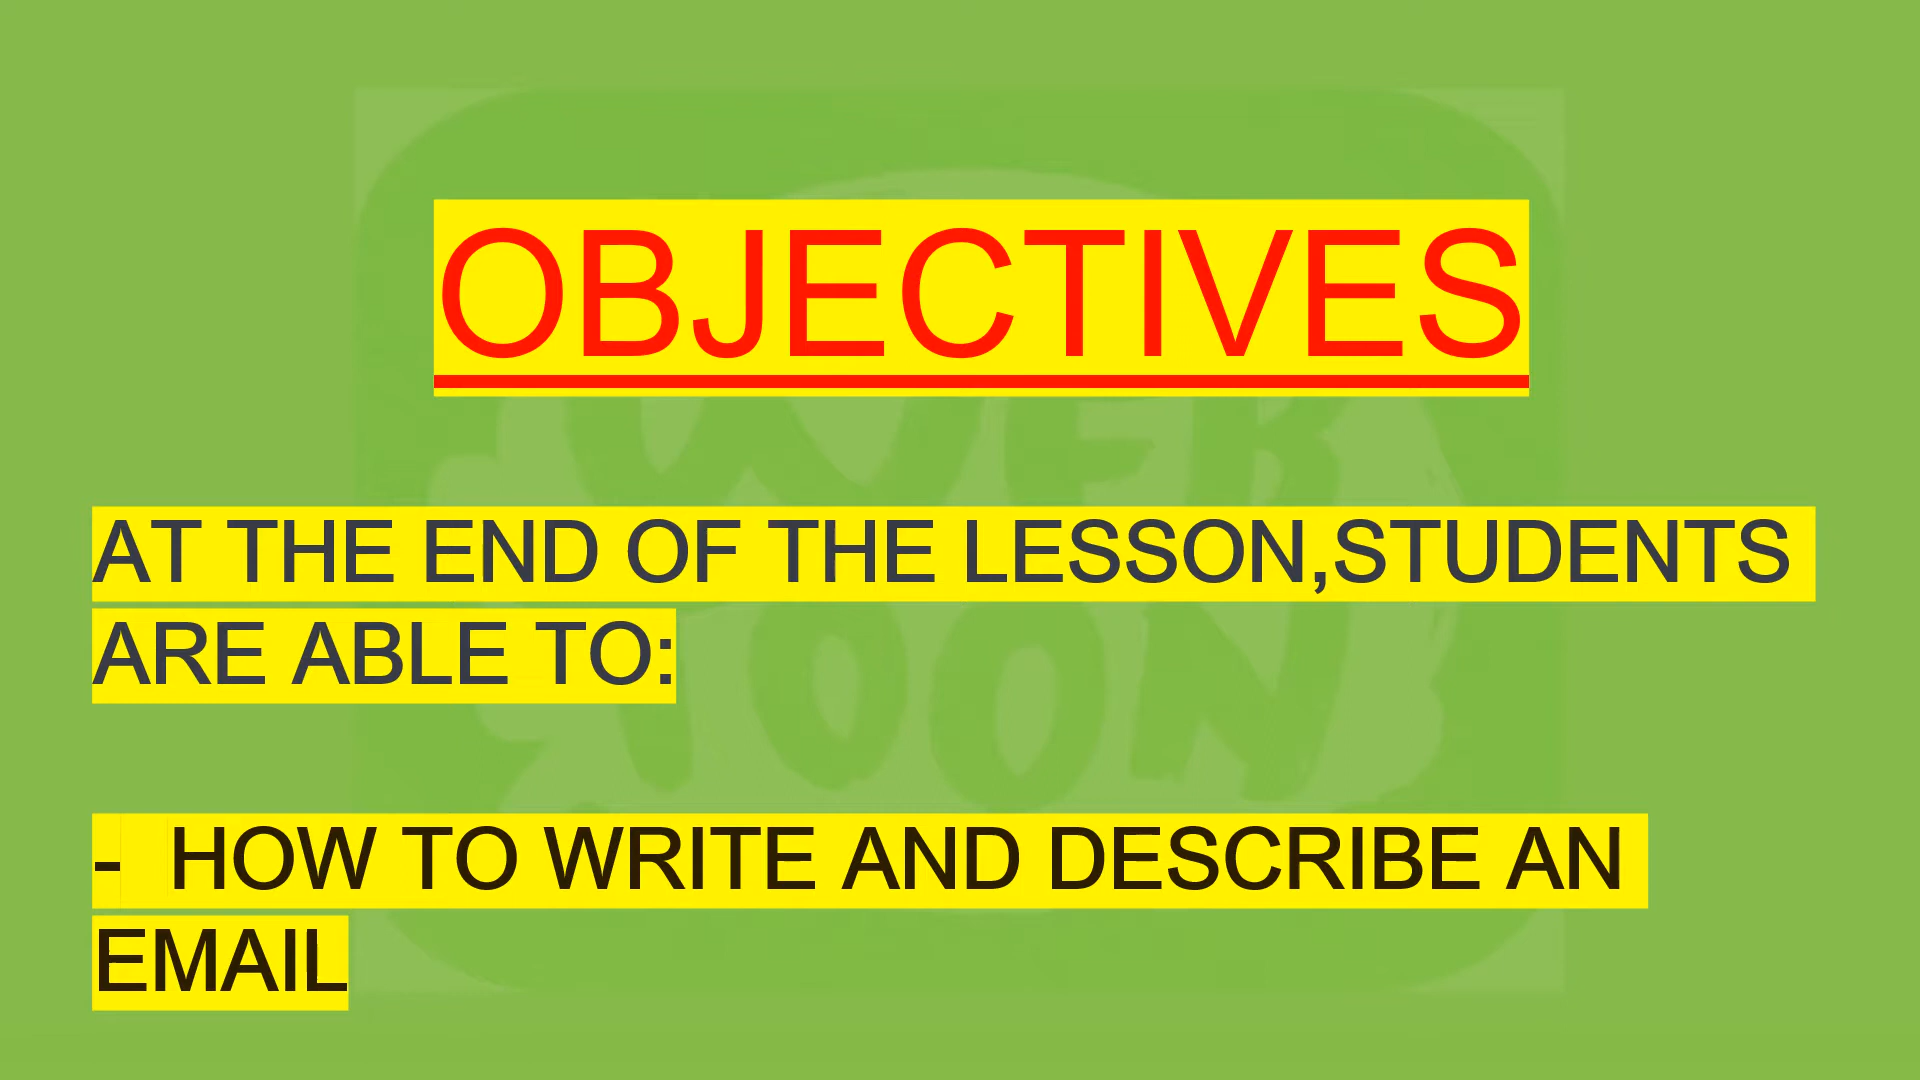 OBJECTIVES
AT THE END OF THE LESSON,STUDENTS
ARE ABLE TO:
- HOW TO WRITE AND DESCRIBE AN
EMAIL